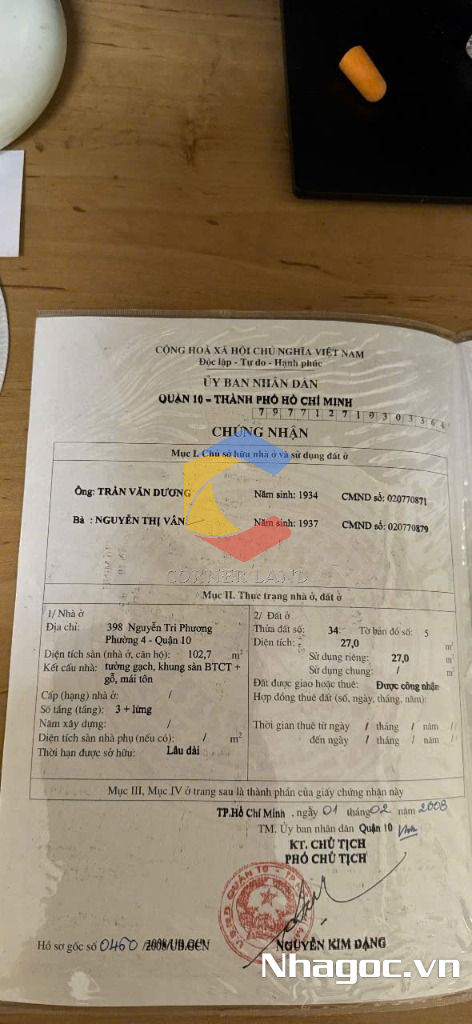 CỘNG HOÀ XÃ HỘI CHỦ NGHĨA VIỆT NAM
Độc lập - Tự do - Hạnh phúc
ỦY BAN NHÂN DÂN
QUẬN 10 - THÀNH PHỐ HỒ CHÍ MINH
CHỨNG NHẬN
Mục I. Chủ sở hữu nhà ở và sử dụng đất ở
Ông: TRẦN VĂN DƯƠNG Năm sinh: 1934 CMND số: 020770871
Bà : NGUYỄN THỊ VÂN Năm sinh: 1937 CMND số: 020770879
CORNER LAND
Mục II. Thực trạng nhà ở, đất ở
1/ Nhà ở
Địa chỉ: 398 Nguyễn Tri Phương
Phường 4 - Quận 10
Diện tích sàn (nhà ở, căn hộ): 102,7 m²
Kết cấu nhà: tường gạch, khung sàn BTCT +
gỗ, mái tôn
Cấp (hạng) nhà ở: /
Số tầng (tầng): 3 + lửng
Năm xây dựng: /
Diện tích sàn nhà phụ (nếu có): / m²
Thời hạn được sở hữu: Lâu dài
2/ Đất ở
Thửa đất số: 34 Tờ bản đồ số: 5
Diện tích: 27,0 m²
Sử dụng riêng: 27,0 m²
Sử dụng chung: / m²
Đất được giao hoặc thuê: Được công nhận
Hợp đồng thuê đất (số, ngày, tháng, năm):
Thời gian thuê từ ngày / tháng / năm /
đến ngày / tháng / năm /
Mục III, Mục IV ở trang sau là thành phần của giấy chứng nhận này
TP.Hồ Chí Minh , ngày 01 tháng 02 năm 2008
TM. Ủy ban nhân dân Quận 10
KT. CHỦ TỊCH
PHÓ CHỦ TỊCH
Hồ sơ gốc số 0460 /2008/UB.GCN
NGUYỄN KIM ĐẶNG
Nhagoc.vn